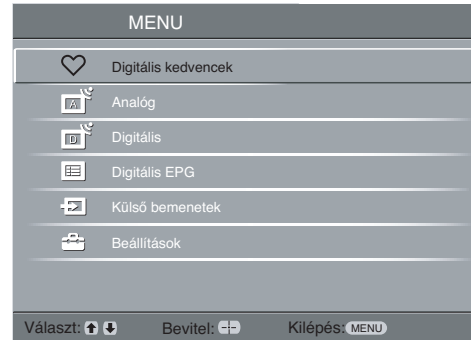 MENU
Digitális kedvencek
A Analóg
D Digitális
Digitális EPG
Külső bemenetek
Beállítások
Választ: Bevitel: Kilépés: MENU